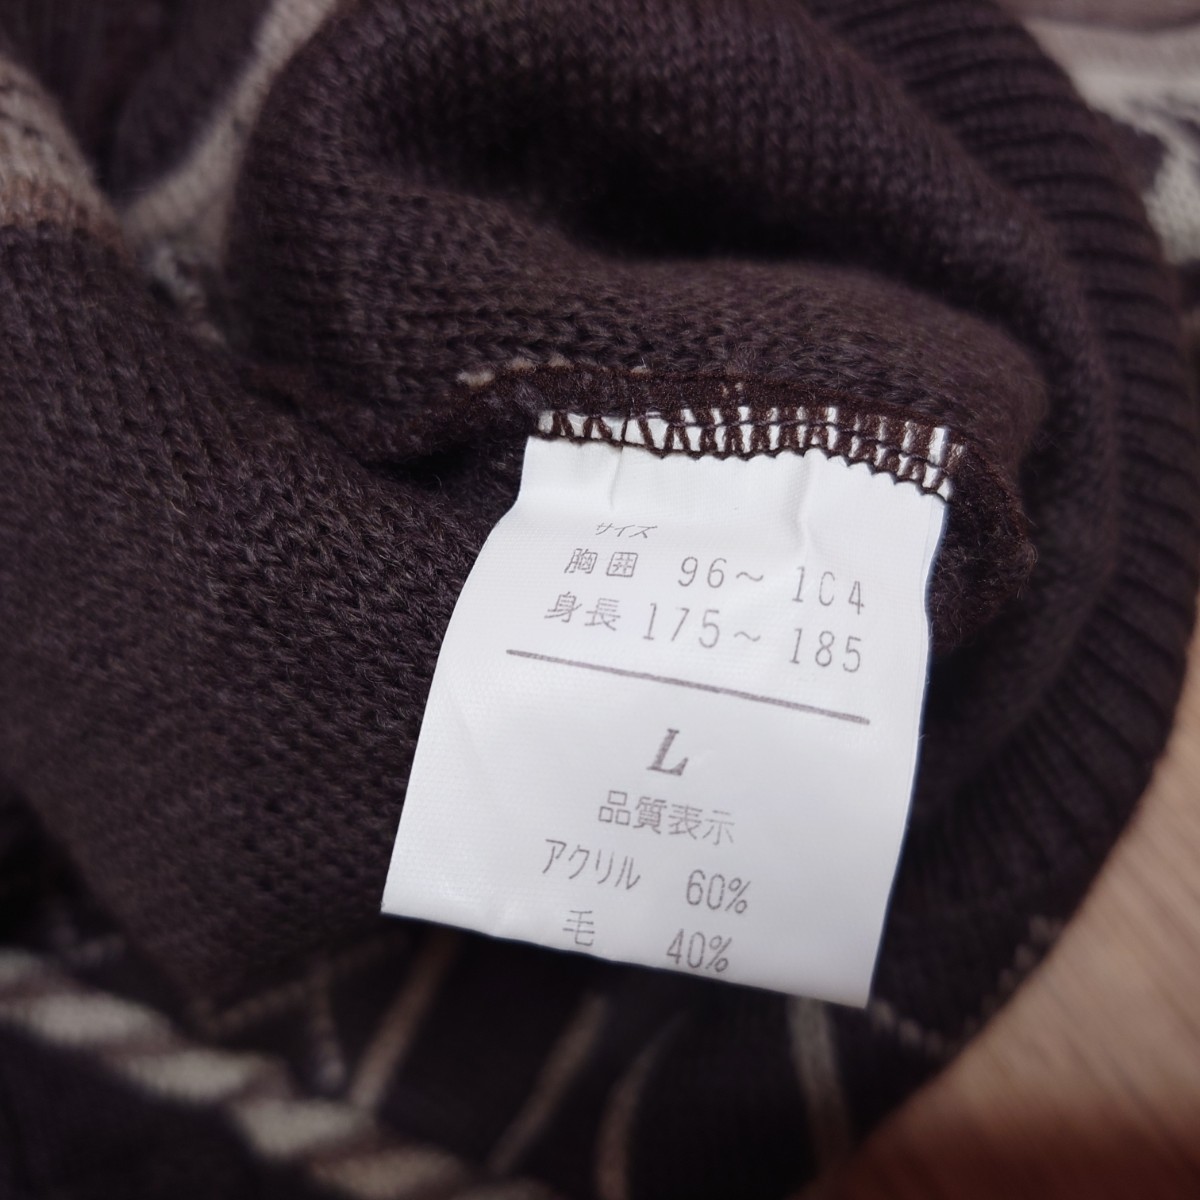 サイズ
胸囲 96～104
身長 175～185
L
品質表示
アクリル 60%
毛 40%